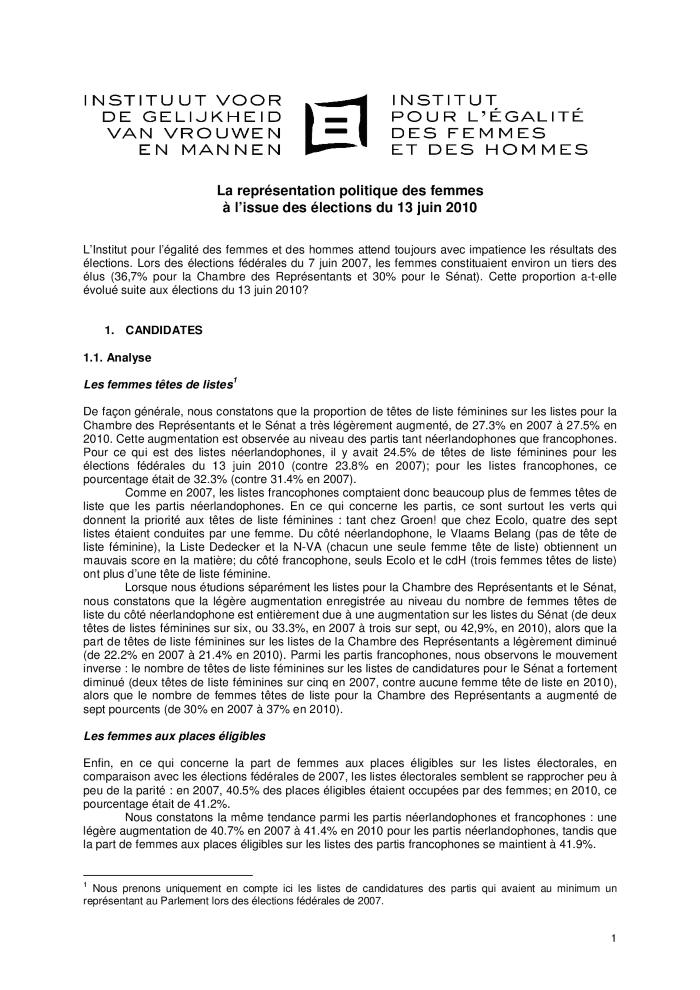 INSTITUUT VOOR
DE GELIJKHEID
VAN VROUWEN
EN MANNEN
INSTITUT
POUR L'ÉGALITÉ
DES FEMMES
ET DES HOMMES
La représentation politique des femmes
à l'issue des élections du 13 juin 2010
L'Institut pour l'égalité des femmes et des hommes attend toujours avec impatience les résultats des
élections. Lors des élections fédérales du 7 juin 2007, les femmes constituaient environ un tiers des
élus (36,7% pour la Chambre des Représentants et 30% pour le Sénat). Cette proportion a-t-elle
évolué suite aux élections du 13 juin 2010?
1. CANDIDATES
1.1. Analyse
Les femmes têtes de listes1
De façon générale, nous constatons que la proportion de têtes de liste féminines sur les listes pour la
Chambre des Représentants et le Sénat a très légèrement augmenté, de 27.3% en 2007 à 27.5% en
2010. Cette augmentation est observée au niveau des partis tant néerlandophones que francophones.
Pour ce qui est des listes néerlandophones, il y avait 24.5% de têtes de liste féminines pour les
élections fédérales du 13 juin 2010 (contre 23.8% en 2007); pour les listes francophones, ce
pourcentage était de 32.3% (contre 31.4% en 2007).
Comme en 2007, les listes francophones comptaient donc beaucoup plus de femmes têtes de
liste que les partis néerlandophones. En ce qui concerne les partis, ce sont surtout les verts qui
donnent la priorité aux têtes de liste féminines : tant chez Groen! que chez Ecolo, quatre des sept
listes étaient conduites par une femme. Du côté néerlandophone, le Vlaams Belang (pas de tête de
liste féminine), la Liste Dedecker et la N-VA (chacun une seule femme tête de liste) obtiennent un
mauvais score en la matière; du côté francophone, seuls Ecolo et le cdH (trois femmes têtes de liste)
ont plus d'une tête de liste féminine.
Lorsque nous étudions séparément les listes pour la Chambre des Représentants et le Sénat,
nous constatons que la légère augmentation enregistrée au niveau du nombre de femmes têtes de
liste du côté néerlandophone est entièrement due à une augmentation sur les listes du Sénat (de deux
têtes de listes féminines sur six, ou 33.3%, en 2007 à trois sur sept, ou 42,9%, en 2010), alors que la
part de têtes de liste féminines sur les listes de la Chambre des Représentants a légèrement diminué
(de 22.2% en 2007 à 21.4% en 2010). Parmi les partis francophones, nous observons le mouvement
inverse : le nombre de têtes de liste féminines sur les listes de candidatures pour le Sénat a fortement
diminué (deux têtes de liste féminines sur cinq en 2007, contre aucune femme tête de liste en 2010),
alors que le nombre de femmes têtes de liste pour la Chambre des Représentants a augmenté de
sept pourcents (de 30% en 2007 à 37% en 2010).
Les femmes aux places éligibles
Enfin, en ce qui concerne la part de femmes aux places éligibles sur les listes électorales, en
comparaison avec les élections fédérales de 2007, les listes électorales semblent se rapprocher peu à
peu de la parité : en 2007, 40.5% des places éligibles étaient occupées par des femmes; en 2010, ce
pourcentage était de 41.2%.
Nous constatons la même tendance parmi les partis néerlandophones et francophones : une
légère augmentation de 40.7% en 2007 à 41.4% en 2010 pour les partis néerlandophones, tandis que
la part de femmes aux places éligibles sur les listes des partis francophones se maintient à 41.9%.
1 Nous prenons uniquement en compte ici les listes de candidatures des partis qui avaient au minimum un
représentant au Parlement lors des élections fédérales de 2007.
1